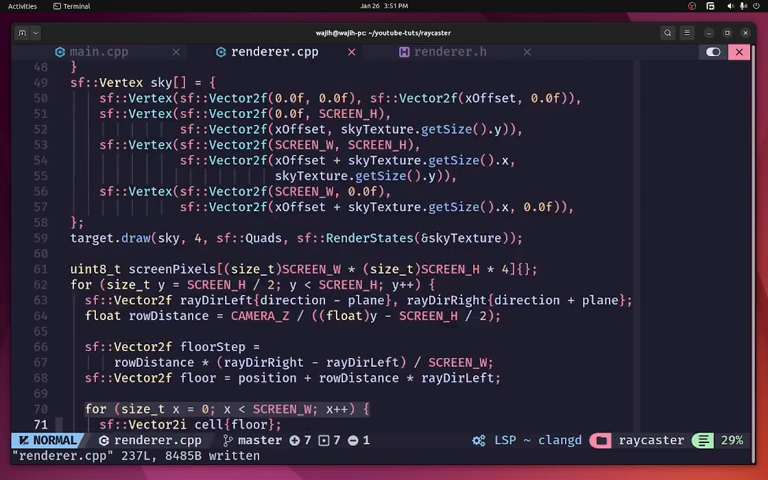 Activities Terminal Jan 26 3:51 PM
wajih@wajih-pc: ~/youtube-tuts/raycaster
main.cpp × renderer.cpp × renderer.h ×
48 }
49 sf::Vertex sky[] = {
50 sf::Vertex(sf::Vector2f(0.0f, 0.0f), sf::Vector2f(xOffset, 0.0f)),
51 sf::Vertex(sf::Vector2f(0.0f, SCREEN_H),
52 sf::Vector2f(xOffset, skyTexture.getSize().y)),
53 sf::Vertex(sf::Vector2f(SCREEN_W, SCREEN_H),
54 sf::Vector2f(xOffset + skyTexture.getSize().x,
55 skyTexture.getSize().y)),
56 sf::Vertex(sf::Vector2f(SCREEN_W, 0.0f),
57 sf::Vector2f(xOffset + skyTexture.getSize().x, 0.0f)),
58 };
59 target.draw(sky, 4, sf::Quads, sf::RenderStates(&skyTexture));
60
61 uint8_t screenPixels[(size_t)SCREEN_W * (size_t)SCREEN_H * 4]{};
62 for (size_t y = SCREEN_H / 2; y < SCREEN_H; y++) {
63 sf::Vector2f rayDirLeft{direction - plane}, rayDirRight{direction + plane};
64 float rowDistance = CAMERA_Z / ((float)y - SCREEN_H / 2);
65
66 sf::Vector2f floorStep =
67 rowDistance * (rayDirRight - rayDirLeft) / SCREEN_W;
68 sf::Vector2f floor = position + rowDistance * rayDirLeft;
69
70 for (size_t x = 0; x < SCREEN_W; x++) {
71 sf::Vector2i cell{floor};
NORMAL renderer.cpp master 7 7 1 LSP ~ clangd raycaster 29%
"renderer.cpp" 237L, 8485B written